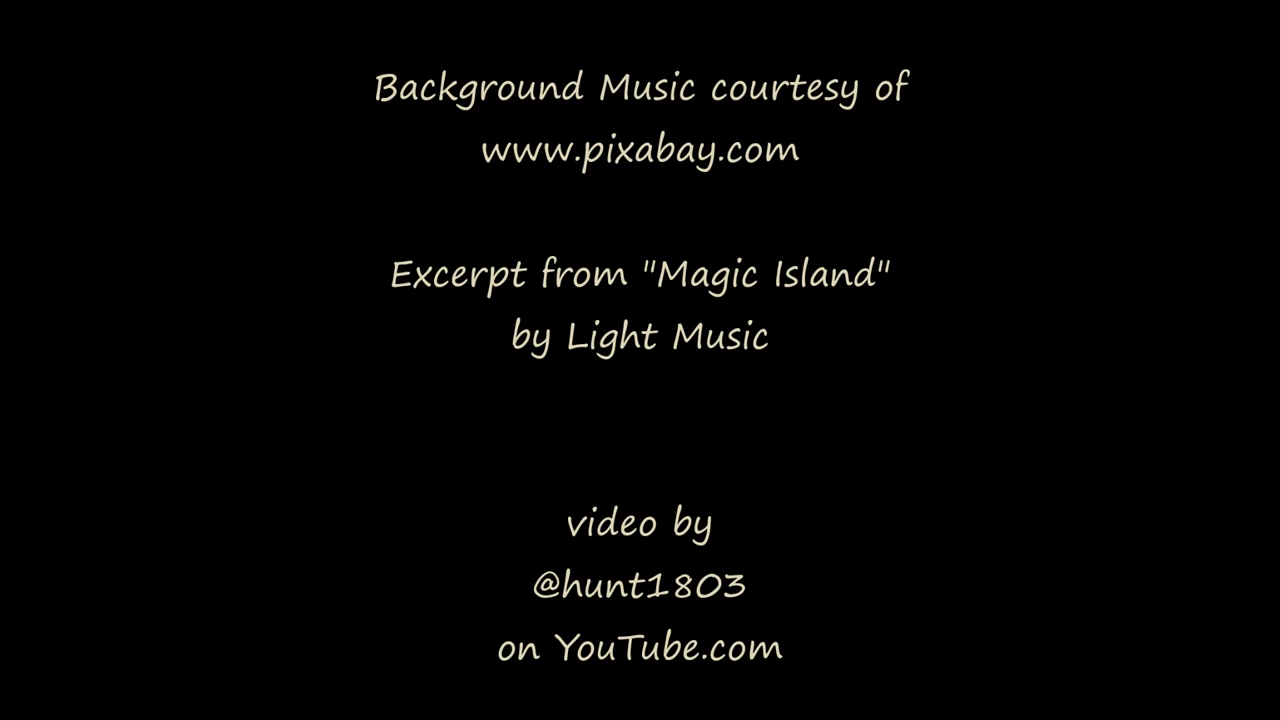 Background Music courtesy of
www.pixabay.com
Excerpt from "Magic Island"
by Light Music
video by
@hunt1803
on YouTube.com